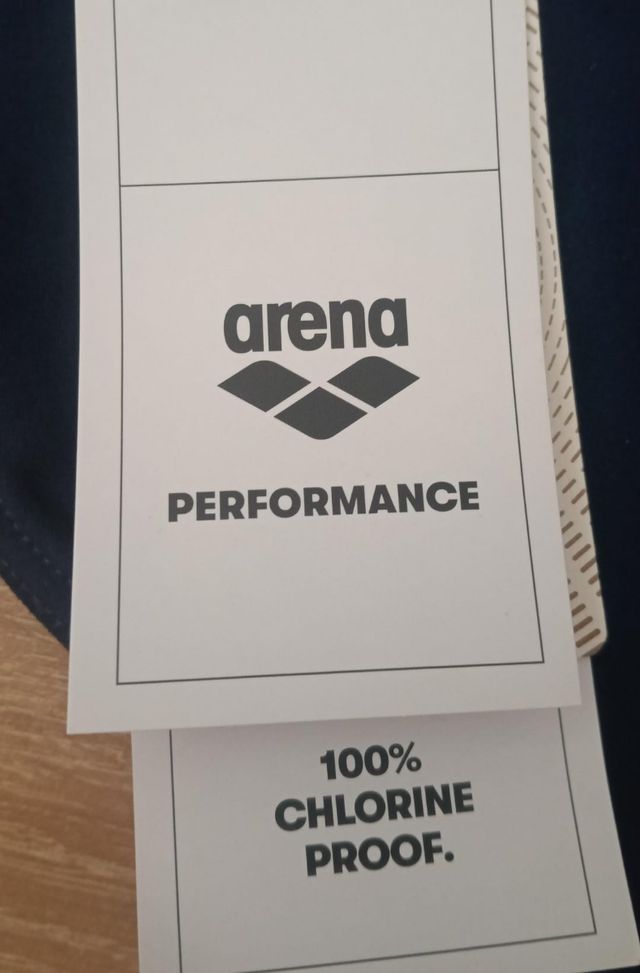 arena
PERFORMANCE
100%
CHLORINE
PROOF.